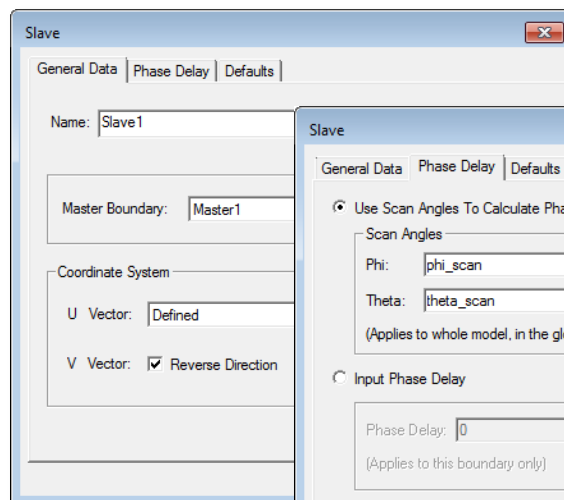 Slave
General Data Phase Delay Defaults
Name: Slave1
Master Boundary: Master1
Coordinate System
U Vector: Defined
V Vector: Reverse Direction
Slave
General Data Phase Delay Defaults
Use Scan Angles To Calculate Pha
Scan Angles
Phi: phi_scan
Theta: theta_scan
(Applies to whole model, in the glo
Input Phase Delay
Phase Delay: 0
(Applies to this boundary only)